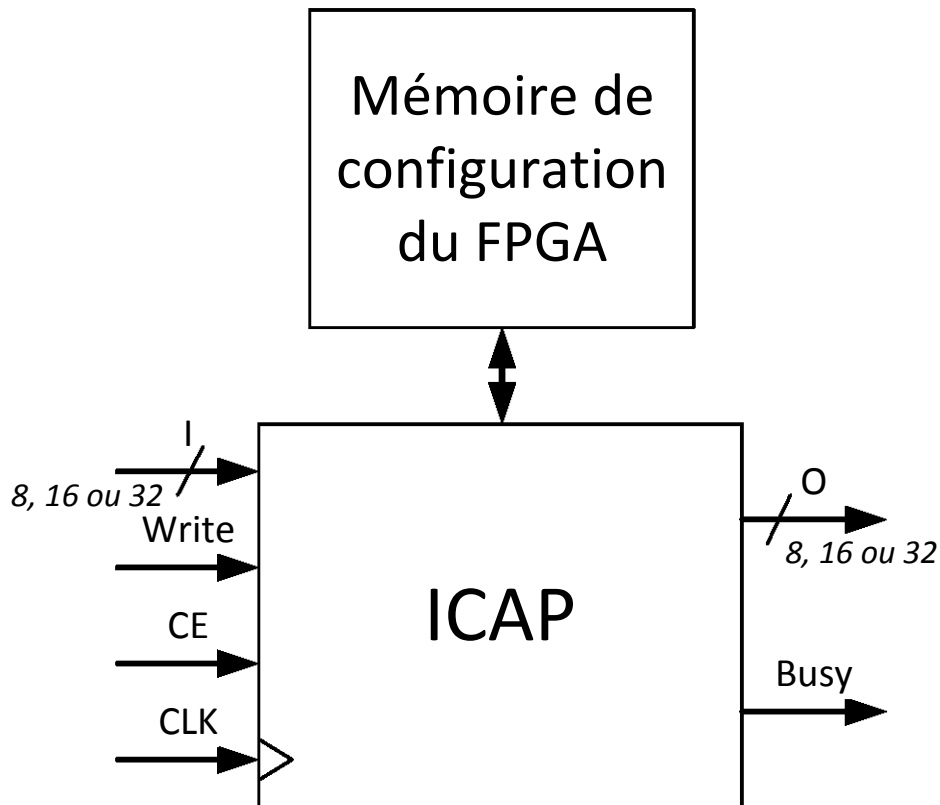 Mémoire de
configuration
du FPGA
I
8, 16 ou 32
Write
CE
CLK
ICAP
O
8, 16 ou 32
Busy